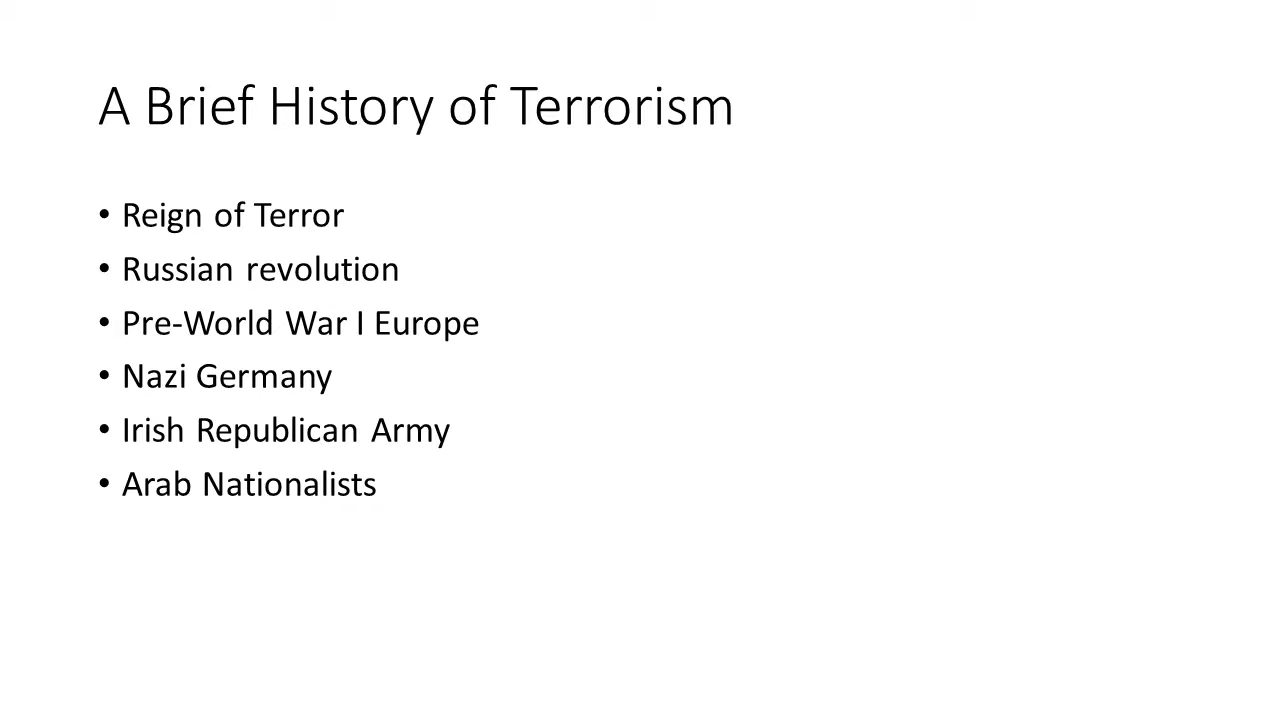 A Brief History of Terrorism
• Reign of Terror
• Russian revolution
• Pre-World War I Europe
• Nazi Germany
• Irish Republican Army
• Arab Nationalists